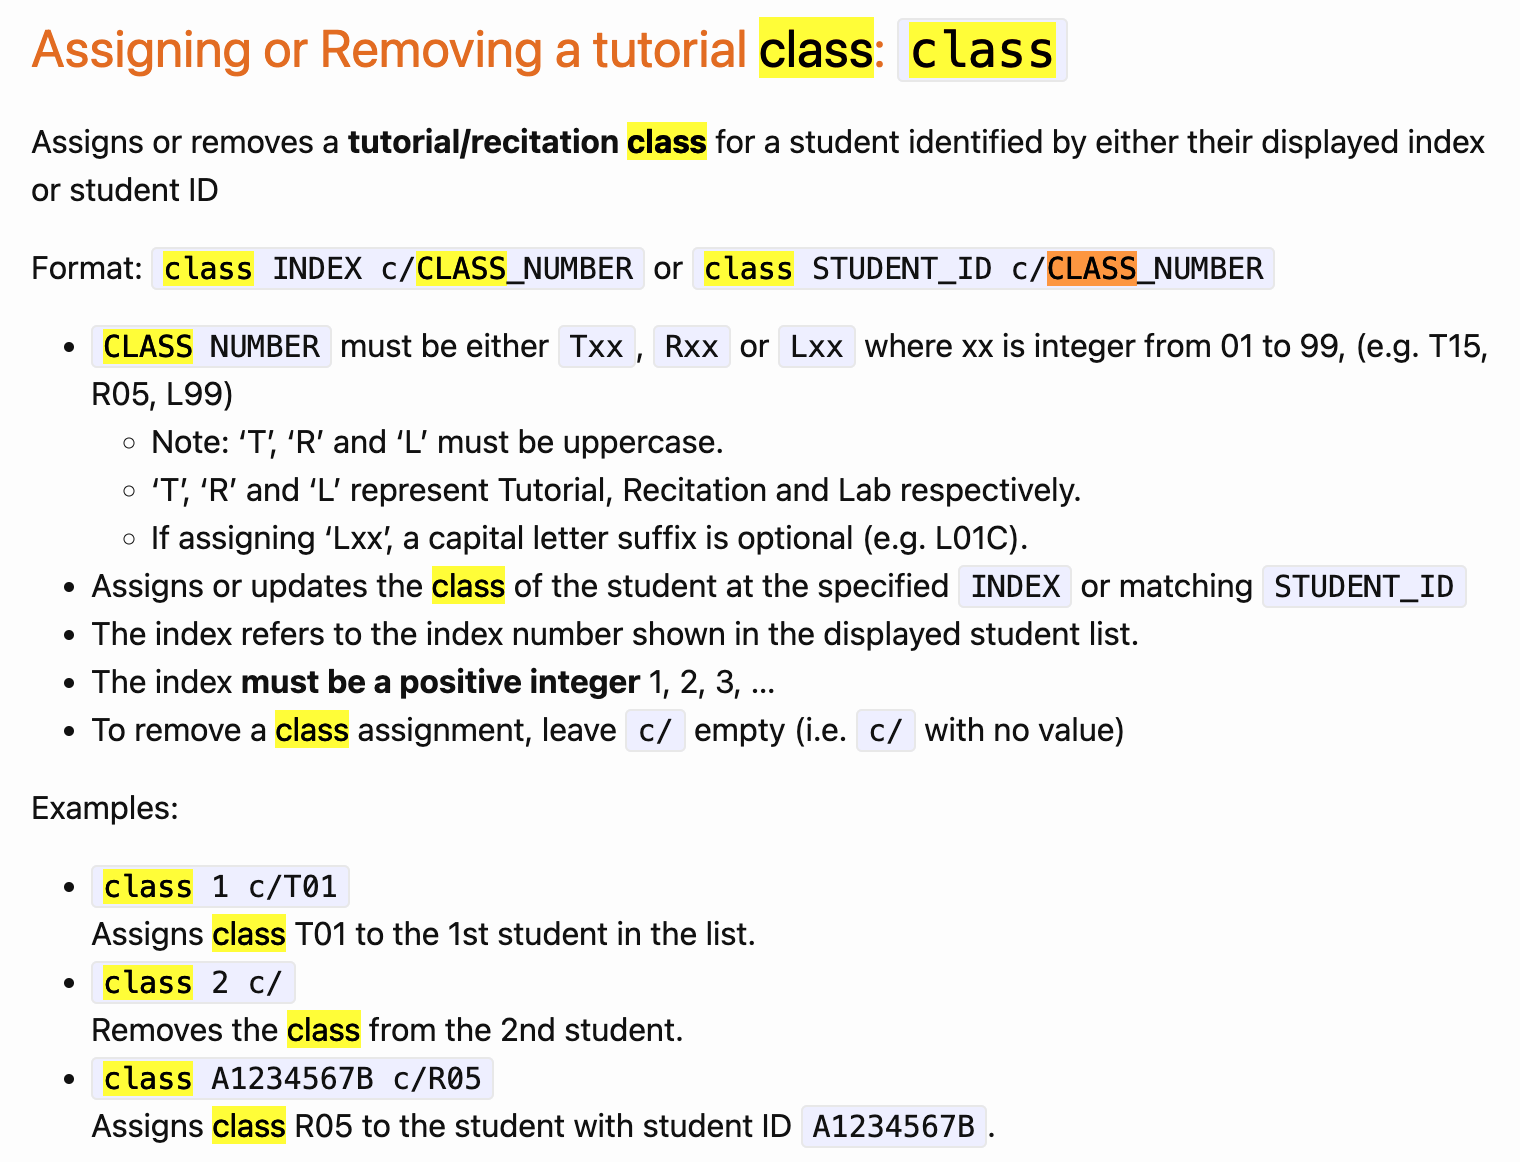 Assigning or Removing a tutorial class: class
Assigns or removes a tutorial/recitation class for a student identified by either their displayed index
or student ID
Format: class INDEX c/CLASS_NUMBER or class STUDENT_ID c/CLASS_NUMBER
• CLASS NUMBER must be either Txx, Rxx or Lxx where xx is integer from 01 to 99, (e.g. T15,
R05, L99)
◦ Note: ‘T’, ‘R’ and ‘L’ must be uppercase.
◦ ‘T’, ‘R’ and ‘L’ represent Tutorial, Recitation and Lab respectively.
◦ If assigning ‘Lxx’, a capital letter suffix is optional (e.g. L01C).
• Assigns or updates the class of the student at the specified INDEX or matching STUDENT_ID
• The index refers to the index number shown in the displayed student list.
• The index must be a positive integer 1, 2, 3, …
• To remove a class assignment, leave c/ empty (i.e. c/ with no value)
Examples:
• class 1 c/T01
Assigns class T01 to the 1st student in the list.
• class 2 c/
Removes the class from the 2nd student.
• class A1234567B c/R05
Assigns class R05 to the student with student ID A1234567B.